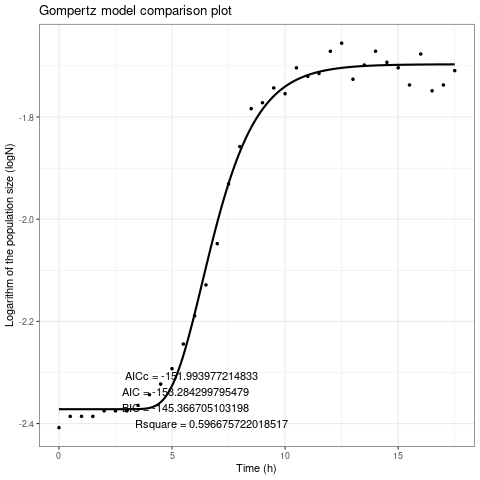 Gompertz model comparison plot
Logarithm of the population size (logN)
-1.8
-2.0
-2.2
-2.4
AICc = -151.993977214833
AIC = -153.284299795479
BIC = -145.366705103198
Rsquare = 0.596675722018517
0
5
10
15
Time (h)